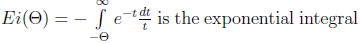 Ei(Θ) = − ∫_{−Θ}^{∞} e^{−t} dt/t is the exponential integral